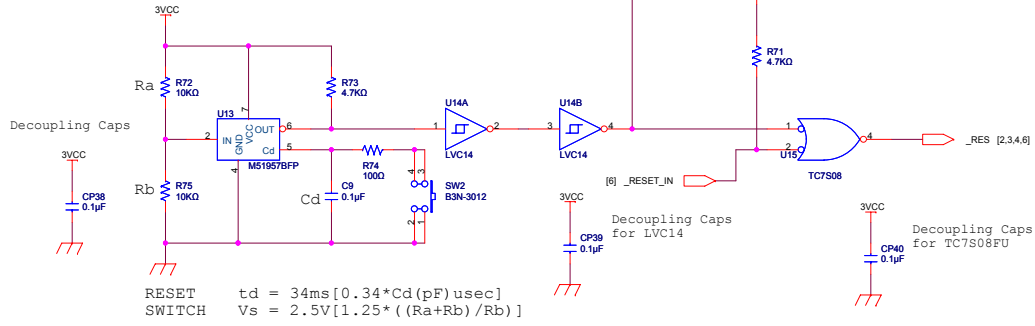 3VCC
R71
4.7KΩ
Ra
R72
10KΩ
R73
4.7KΩ
U13
7
VCC
IN
GND
OUT
Cd
2
6
5
4
M51957BFP
U14A
1
2
LVC14
U14B
3
4
LVC14
1
2
4
U15
TC7S08
_RES [2,3,4,6]
Decoupling Caps
3VCC
CP38
0.1µF
Rb
R75
10KΩ
R74
100Ω
C9
0.1µF
Cd
4
3
SW2
B3N-3012
2
1
[6] _RESET_IN
3VCC
Decoupling Caps
for LVC14
CP39
0.1µF
3VCC
Decoupling Caps
for TC7S08FU
CP40
0.1µF
RESET td = 34ms[0.34*Cd(pF)usec]
SWITCH Vs = 2.5V[1.25*((Ra+Rb)/Rb)]